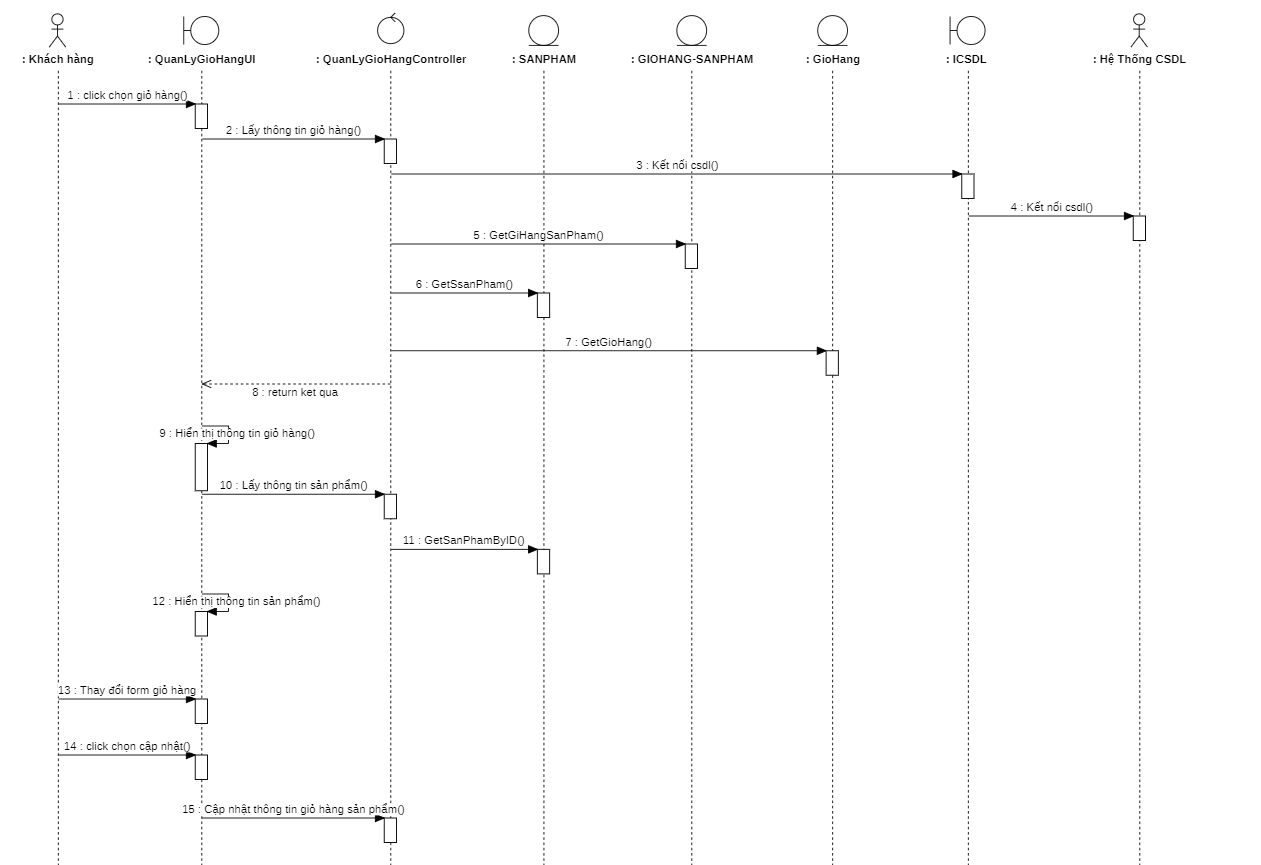 : Khách hàng
: QuanLyGioHangUI
: QuanLyGioHangController
: SANPHAM
: GIOHANG-SANPHAM
: GioHang
: ICSDL
: Hệ Thống CSDL
1 : click chọn giỏ hàng()
2 : Lấy thông tin giỏ hàng()
3 : Kết nối csdl()
4 : Kết nối csdl()
5 : GetGiHangSanPham()
6 : GetSsanPham()
7 : GetGioHang()
8 : return ket qua
9 : Hiển thị thông tin giỏ hàng()
10 : Lấy thông tin sản phẩm()
11 : GetSanPhamByID()
12 : Hiển thị thông tin sản phẩm()
13 : Thay đổi form giỏ hàng
14 : click chọn cập nhật()
15 : Cập nhật thông tin giỏ hàng sản phẩm()